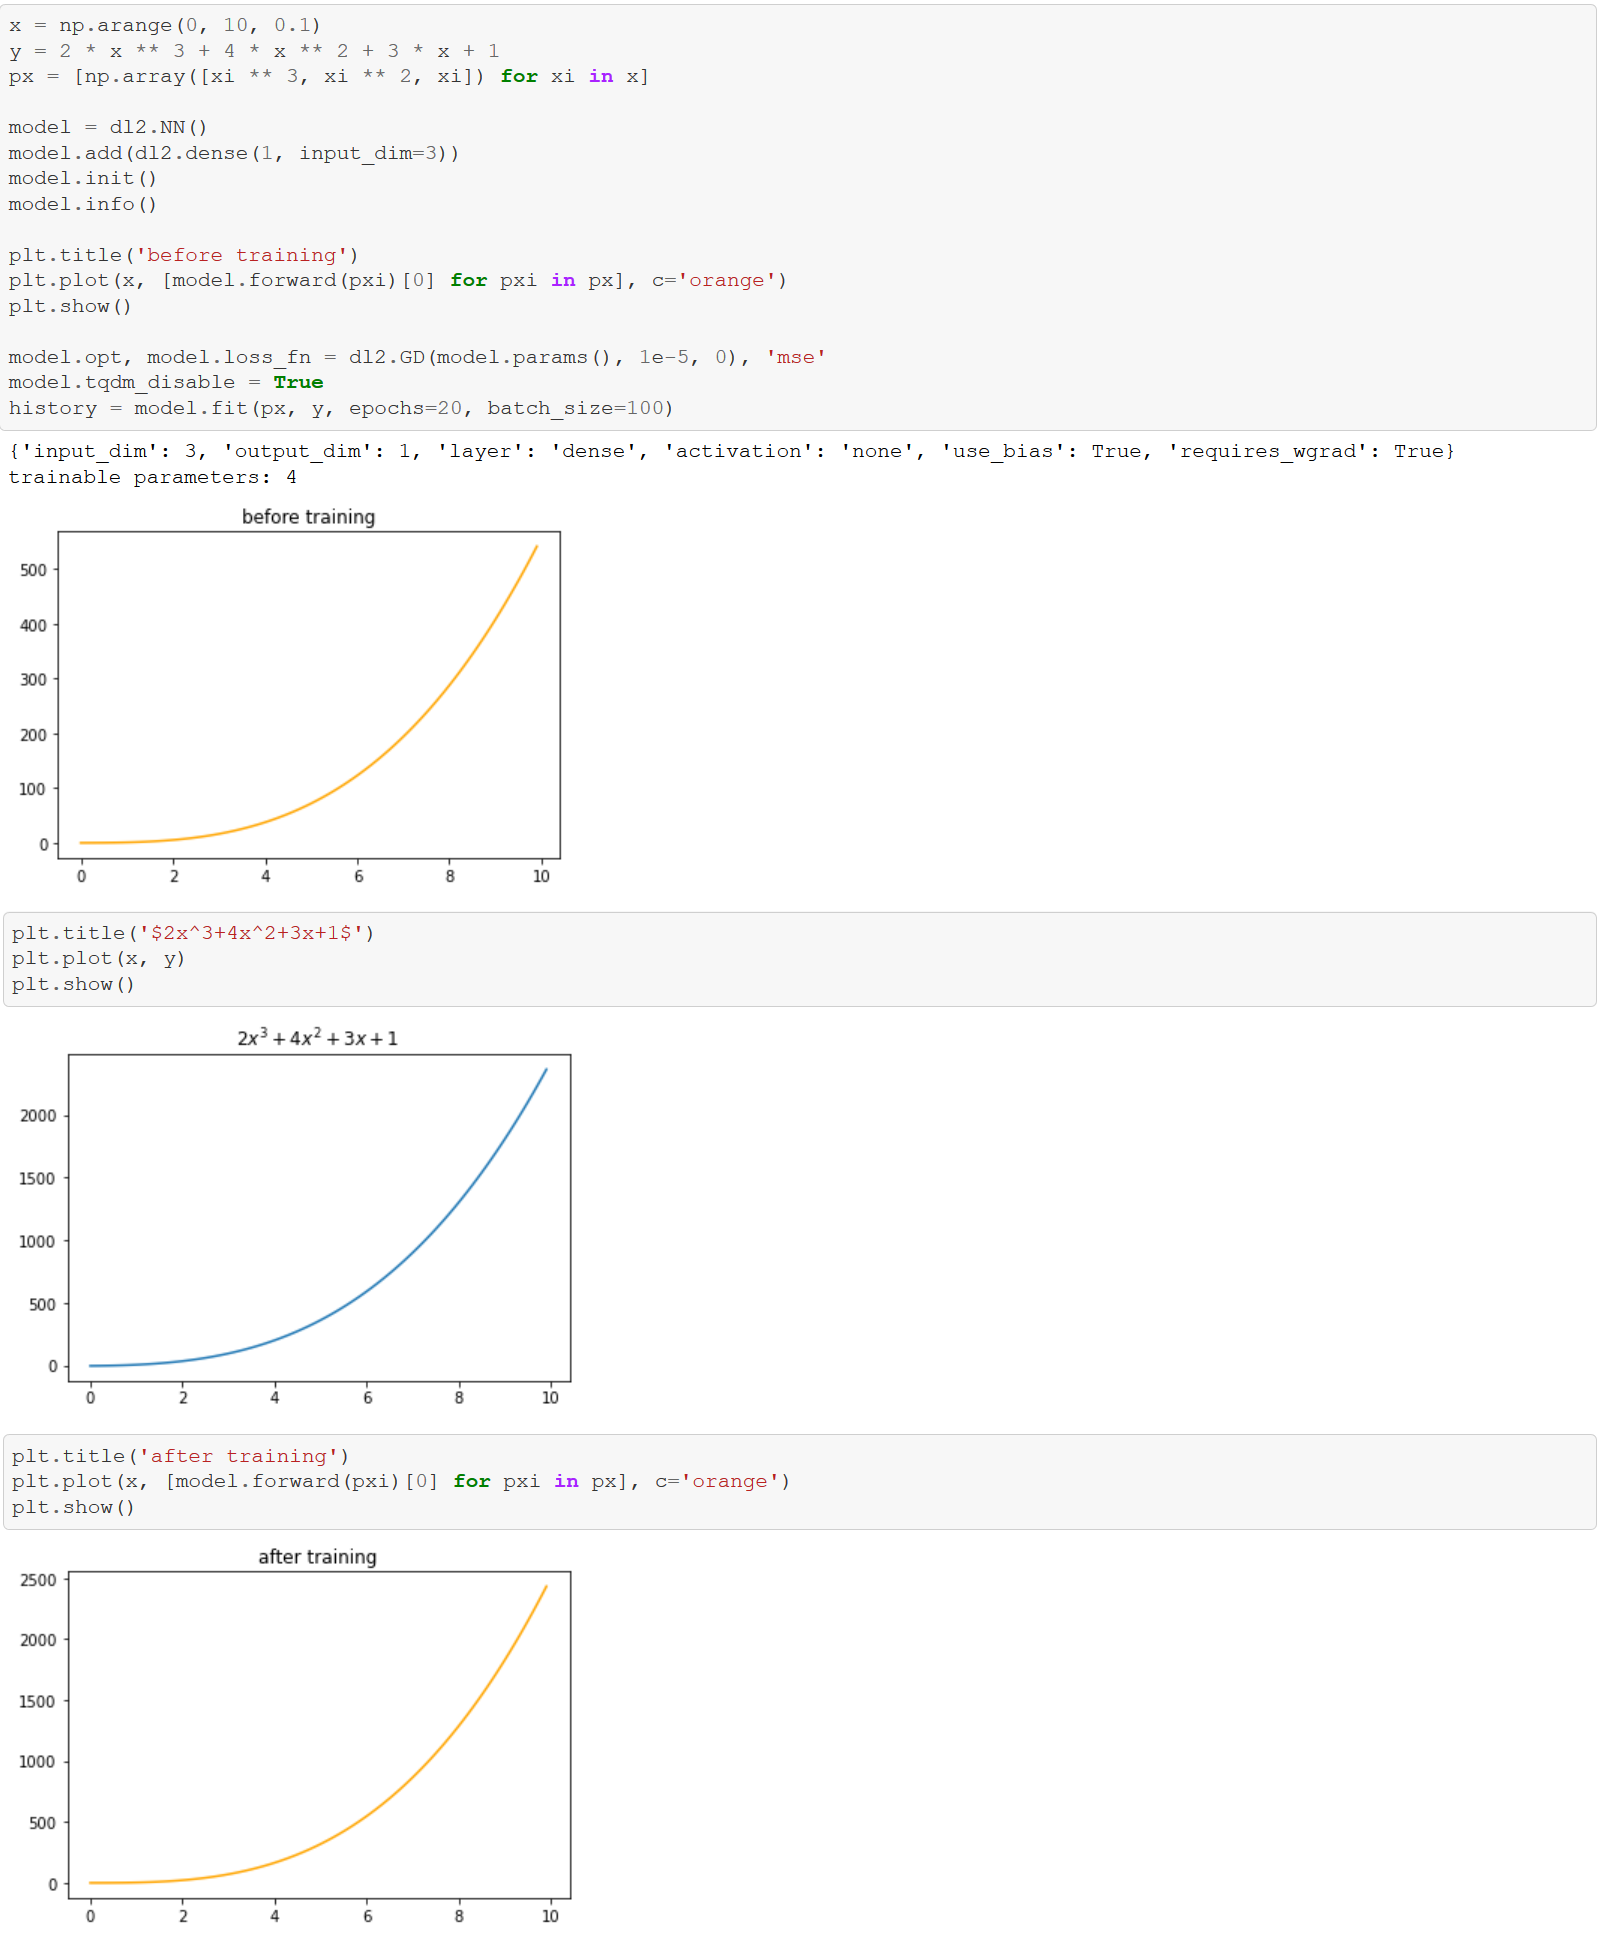 x = np.arange(0, 10, 0.1)
y = 2 * x ** 3 + 4 * x ** 2 + 3 * x + 1
px = [np.array([xi ** 3, xi ** 2, xi]) for xi in x]
model = dl2.NN()
model.add(dl2.dense(1, input_dim=3))
model.init()
model.info()
plt.title('before training')
plt.plot(x, [model.forward(pxi)[0] for pxi in px], c='orange')
plt.show()
model.opt, model.loss_fn = dl2.GD(model.params(), 1e-5, 0), 'mse'
model.tqdm_disable = True
history = model.fit(px, y, epochs=20, batch_size=100)
{'input_dim': 3, 'output_dim': 1, 'layer': 'dense', 'activation': 'none', 'use_bias': True, 'requires_wgrad': True}
trainable parameters: 4
before training
500
400
300
200
100
0
0 2 4 6 8 10
plt.title('$2x^3+4x^2+3x+1$')
plt.plot(x, y)
plt.show()
2x³ + 4x² + 3x + 1
2000
1500
1000
500
0
0 2 4 6 8 10
plt.title('after training')
plt.plot(x, [model.forward(pxi)[0] for pxi in px], c='orange')
plt.show()
after training
2500
2000
1500
1000
500
0
0 2 4 6 8 10